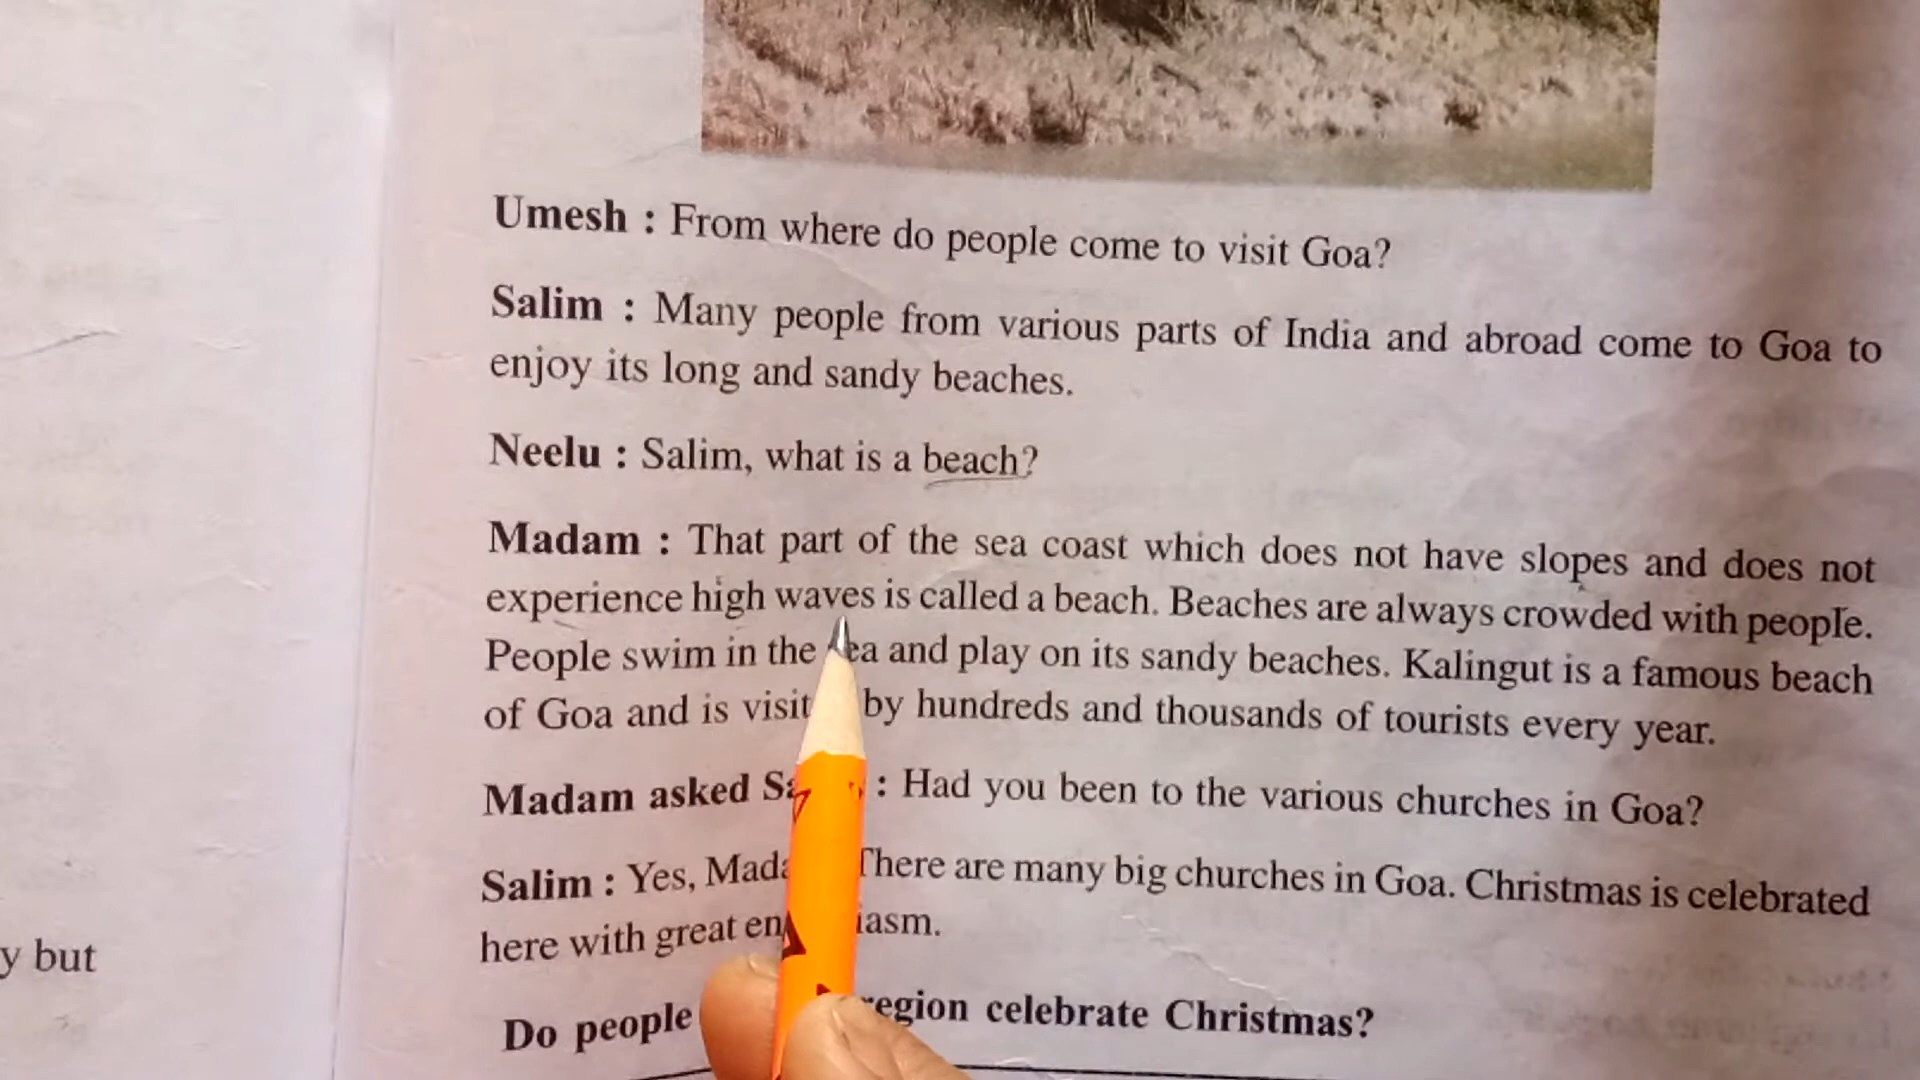 Umesh : From where do people come to visit Goa?
Salim : Many people from various parts of India and abroad come to Goa to
enjoy its long and sandy beaches.
Neelu : Salim, what is a beach?
Madam : That part of the sea coast which does not have slopes and does not
experience high waves is called a beach. Beaches are always crowded with people.
People swim in the and play on its sandy beaches. Kalingut is a famous beach
of Goa and is by hundreds and thousands of tourists every year.
Madam asked : Had you been to the various churches in Goa?
Salim : Yes, There are many big churches in Goa. Christmas is celebrated
here with great
y but
Do people region celebrate Christmas?